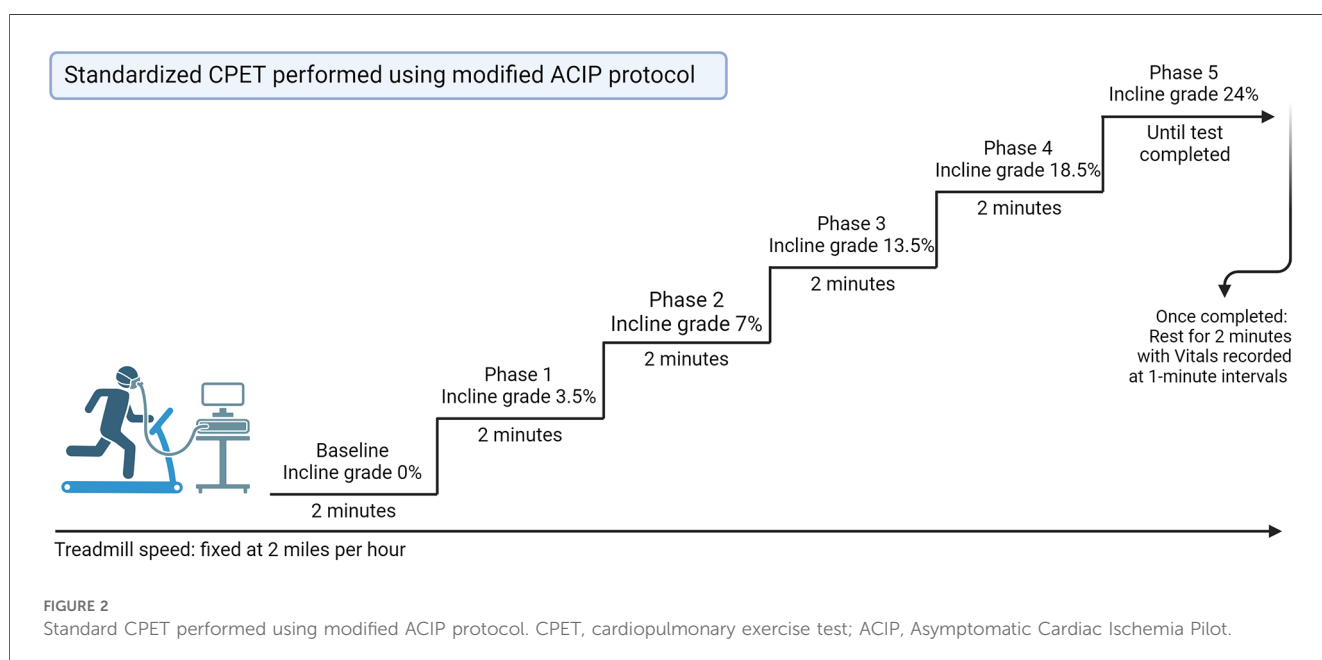 Standardized CPET performed using modified ACIP protocol
Phase 5
Incline grade 24%
Until test
completed
Phase 4
Incline grade 18.5%
2 minutes
Phase 3
Incline grade 13.5%
2 minutes
Phase 2
Incline grade 7%
2 minutes
Phase 1
Incline grade 3.5%
2 minutes
Baseline
Incline grade 0%
2 minutes
Once completed:
Rest for 2 minutes
with Vitals recorded
at 1-minute intervals
Treadmill speed: fixed at 2 miles per hour
FIGURE 2
Standard CPET performed using modified ACIP protocol. CPET, cardiopulmonary exercise test; ACIP, Asymptomatic Cardiac Ischemia Pilot.